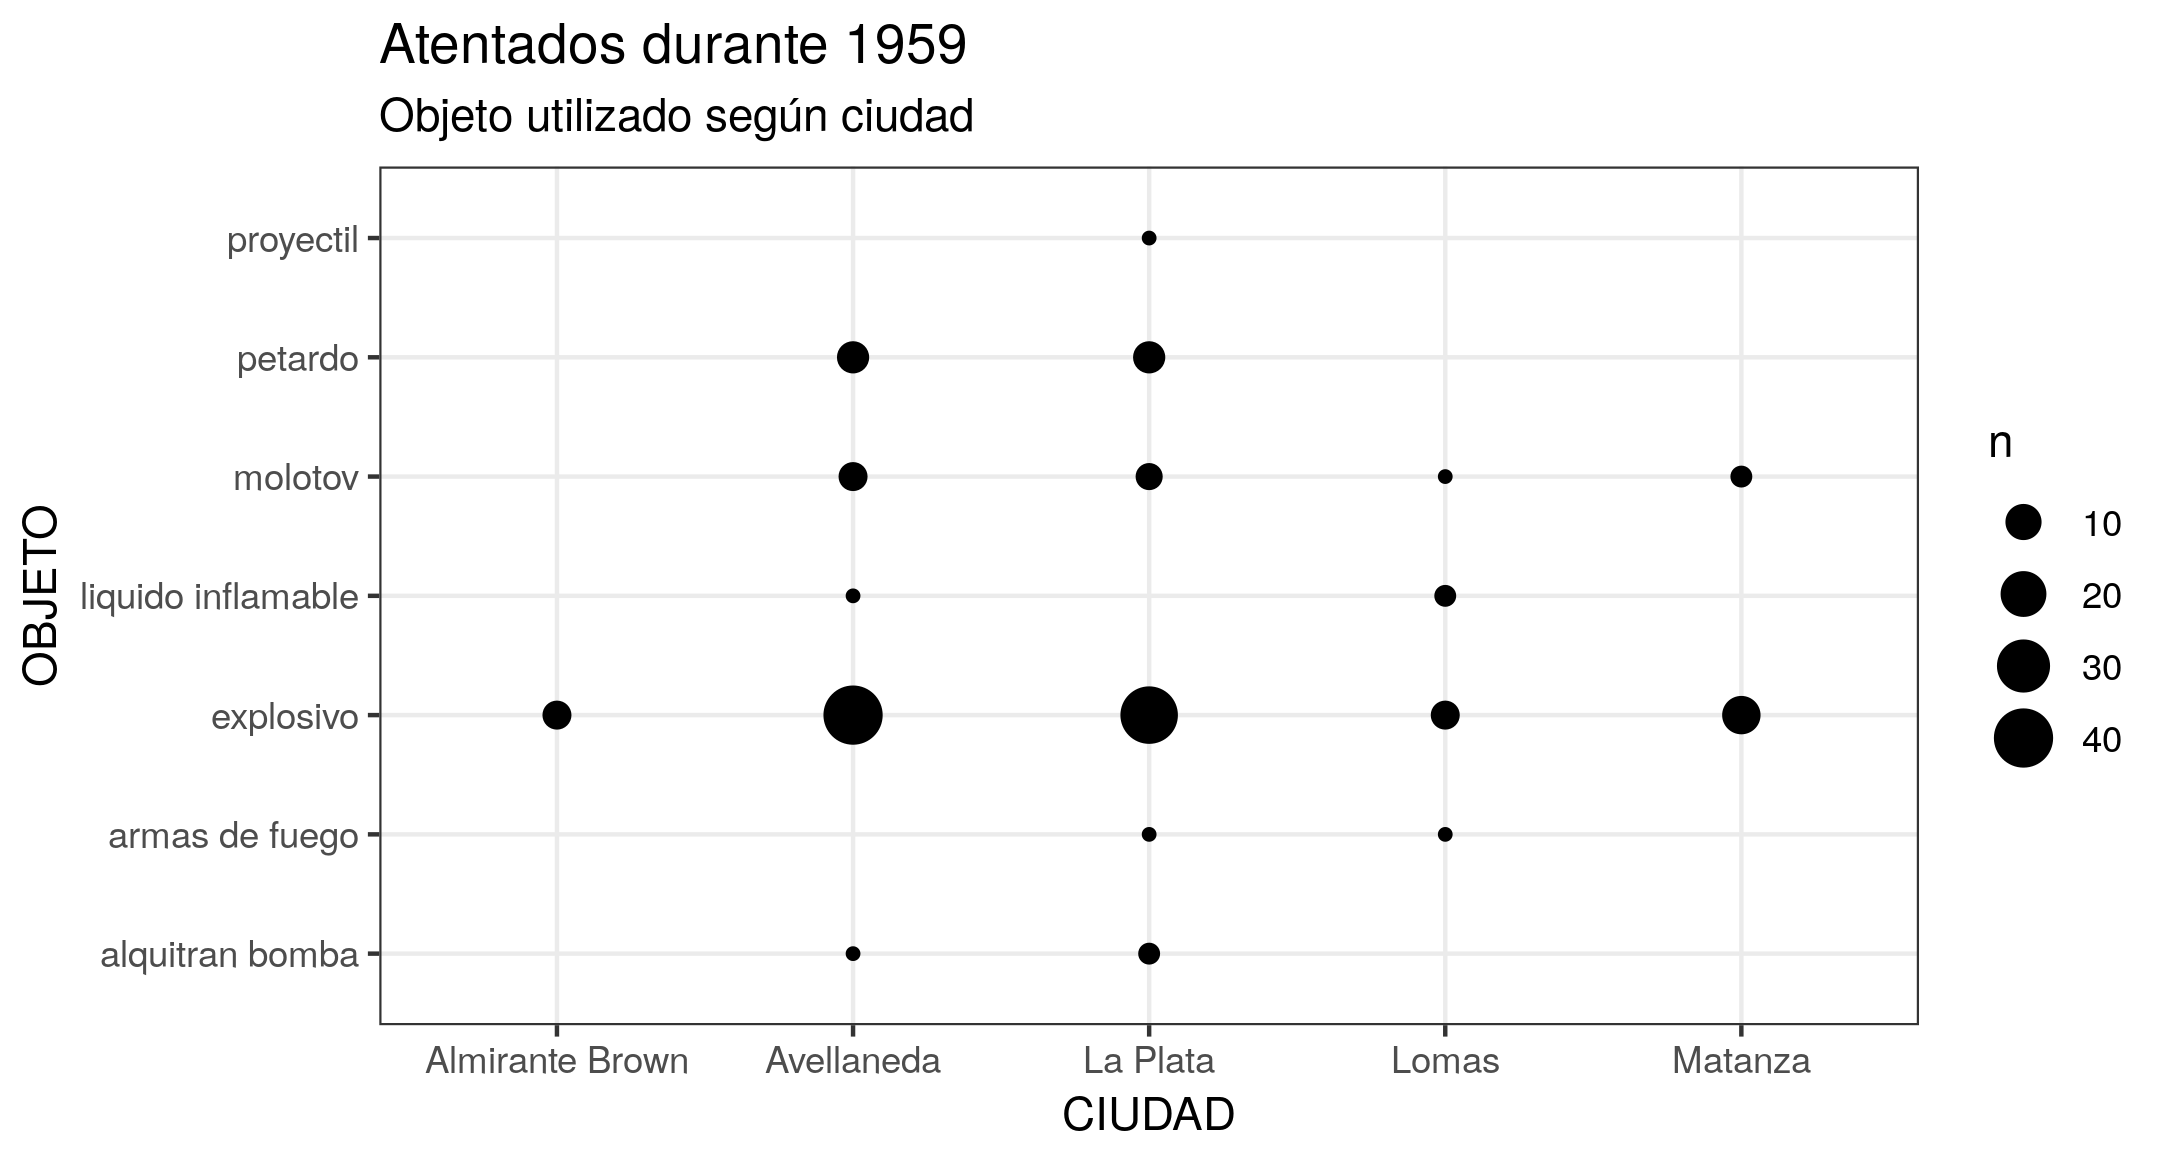 Atentados durante 1959
Objeto utilizado según ciudad
OBJETO
proyectil
petardo
molotov
liquido inflamable
explosivo
armas de fuego
alquitran bomba
Almirante Brown
Avellaneda
La Plata
Lomas
Matanza
CIUDAD
n
10
20
30
40